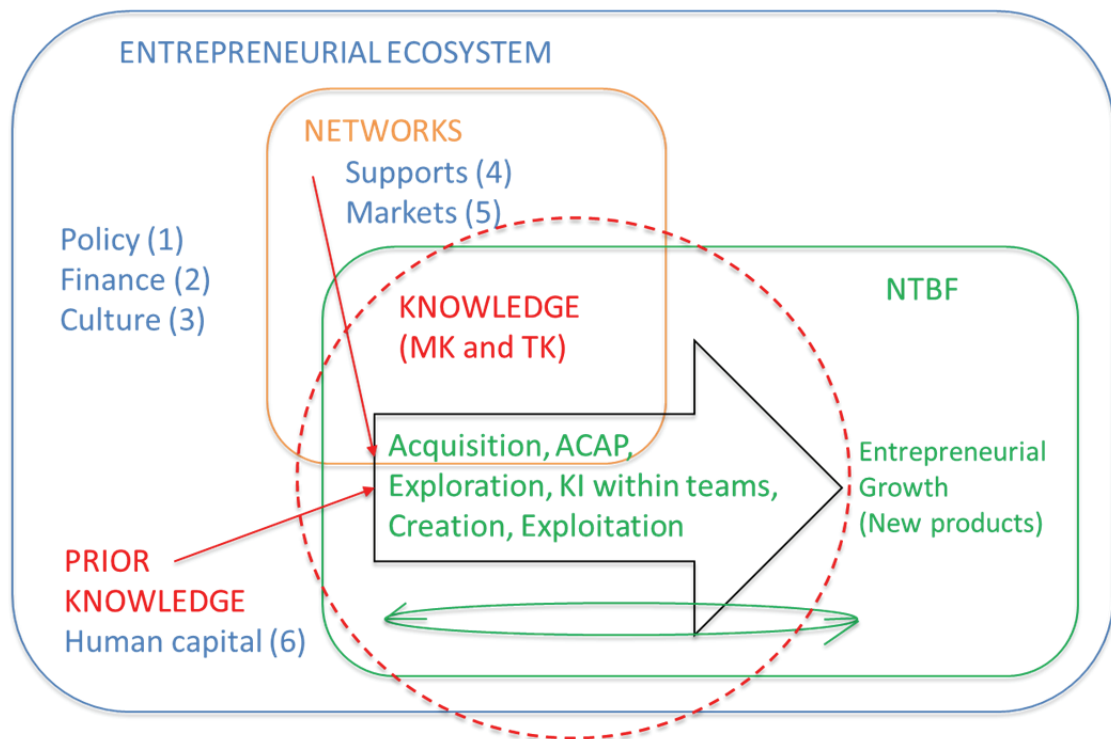 ENTREPRENEURIAL ECOSYSTEM
NETWORKS
Supports (4)
Markets (5)
Policy (1)
Finance (2)
Culture (3)
NTBF
KNOWLEDGE
(MK and TK)
Acquisition, ACAP,
Exploration, KI within teams,
Creation, Exploitation
Entrepreneurial
Growth
(New products)
PRIOR
KNOWLEDGE
Human capital (6)